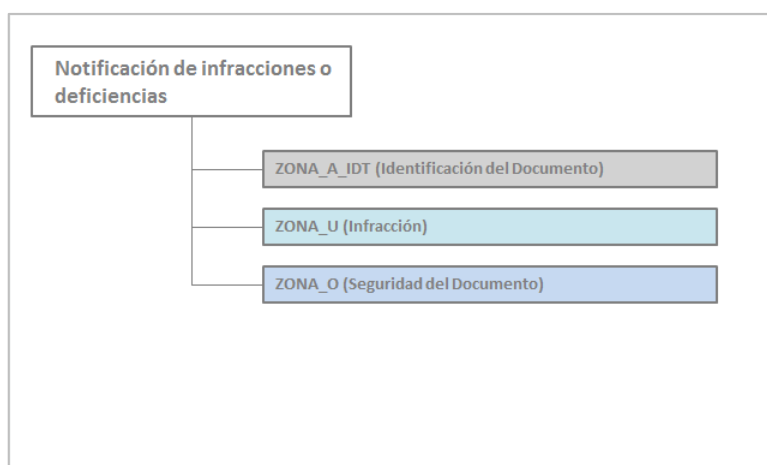 Notificación de infracciones o
deficiencias
ZONA_A_IDT (Identificación del Documento)
ZONA_U (Infracción)
ZONA_O (Seguridad del Documento)